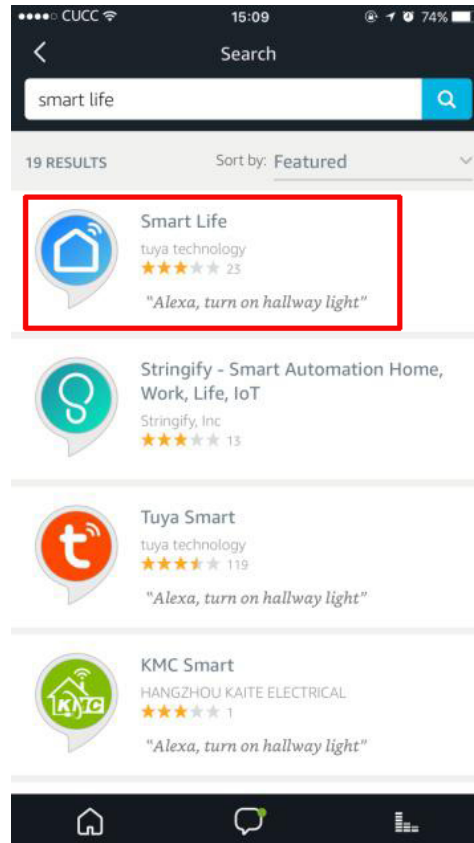 CUCC 15:09 74%
Search
smart life
19 RESULTS Sort by: Featured
Smart Life
tuya technology
23
"Alexa, turn on hallway light"
Stringify - Smart Automation Home,
Work, Life, IoT
Stringify, Inc
13
Tuya Smart
tuya technology
119
"Alexa, turn on hallway light"
KMC
KMC Smart
HANGZHOU KAITE ELECTRICAL
1
"Alexa, turn on hallway light"